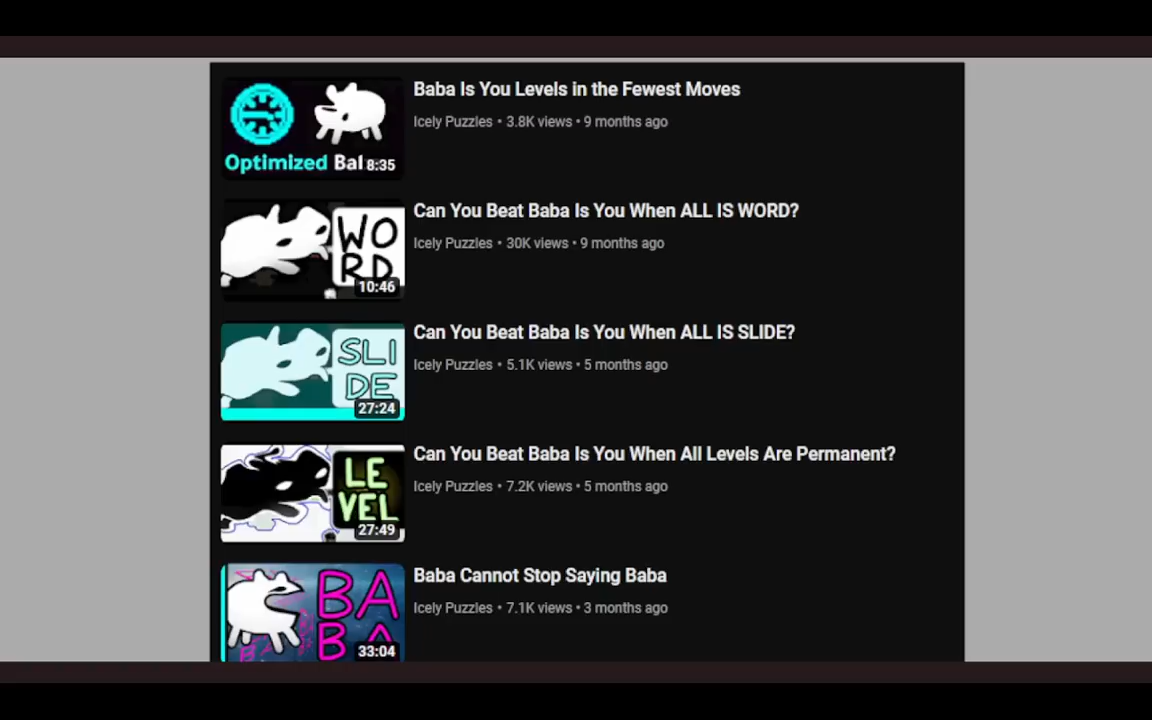 Baba Is You Levels in the Fewest Moves
Icely Puzzles • 3.8K views • 9 months ago
Optimized Bal
8:35
Can You Beat Baba Is You When ALL IS WORD?
Icely Puzzles • 30K views • 9 months ago
WO
RD
10:46
Can You Beat Baba Is You When ALL IS SLIDE?
Icely Puzzles • 5.1K views • 5 months ago
SLI
DE
27:24
Can You Beat Baba Is You When All Levels Are Permanent?
Icely Puzzles • 7.2K views • 5 months ago
LE
VEL
27:49
Baba Cannot Stop Saying Baba
Icely Puzzles • 7.1K views • 3 months ago
BA
BA
33:04